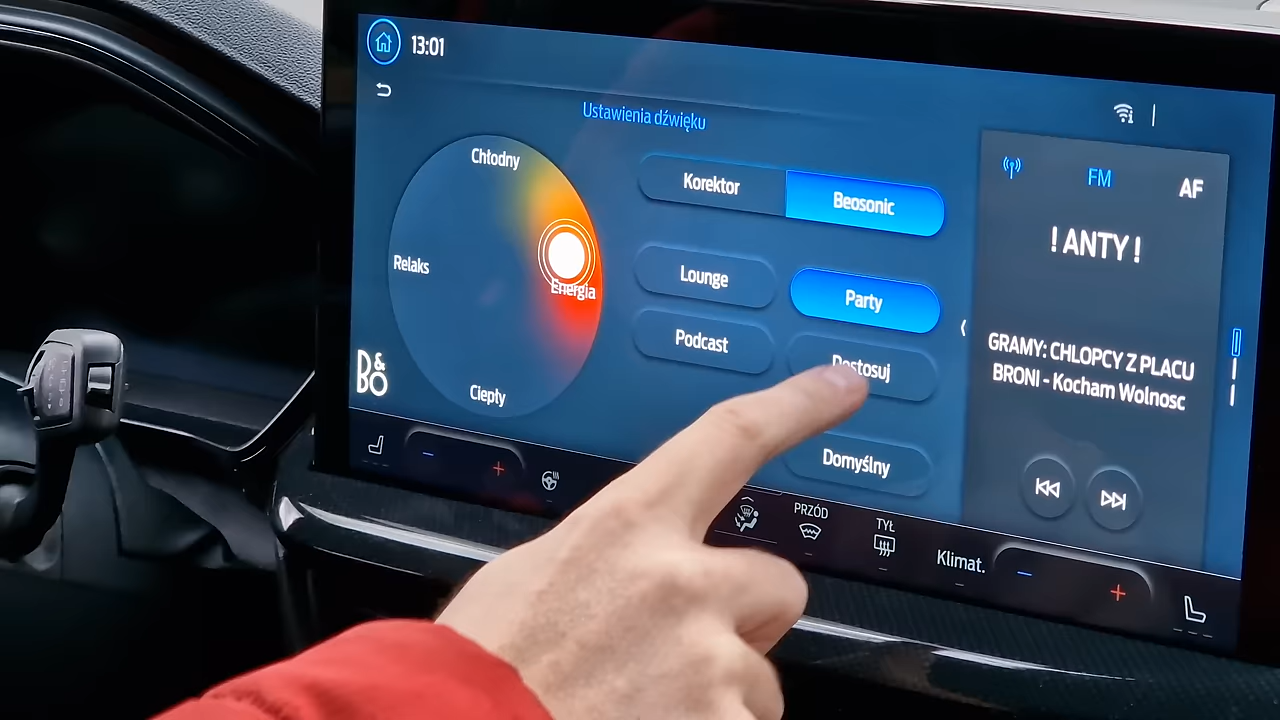 13:01
Ustawienia dźwięku
Chłodny
Relaks
Energia
Ciepły
B&O
Korektor
Beosonic
Lounge
Party
Podcast
Dostosuj
Domyślny
FM
AF
! ANTY !
GRAMY: CHLOPCY Z PLACU
BRONI - Kocham Wolnosc
PRZÓD
TYŁ
Klimat.